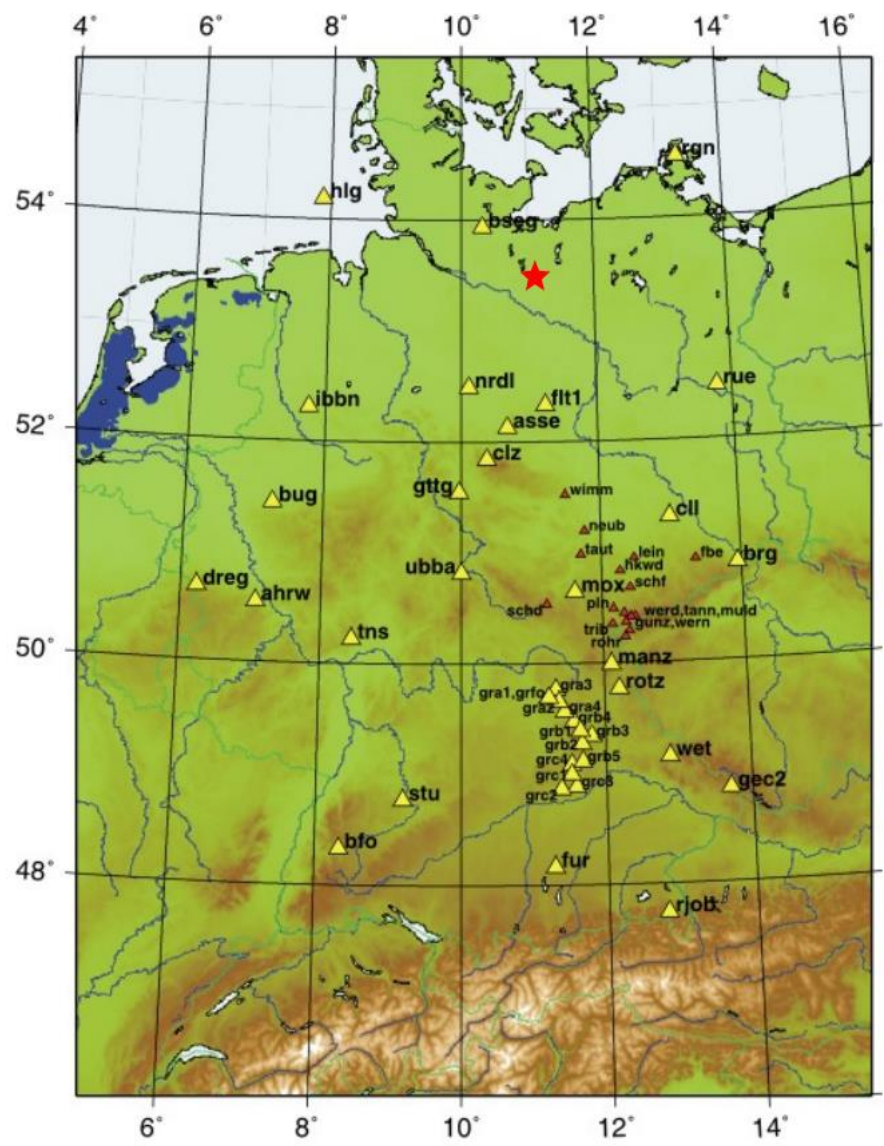 4° 6° 8° 10° 12° 14° 16°
rgn
hlg
54°
bseg
rue
nrdl
ibbn
flt1
asse
52°
clz
gttg
wimm
bug
cll
neub
taut
lein
fbe
brg
ubba
hkwd
dreg
mox
schf
ahrw
schd
pln
werd,tann,muld
gunz,wern
trib
tns
rohr
50°
manz
rotz
gra3
gra1,grfo
gra2
gra4
grb4
grb1
grb3
grb2
wet
grc4
grb5
grc1
gec2
grc3
stu
grc2
bfo
fur
48°
rjob
6° 8° 10° 12° 14°